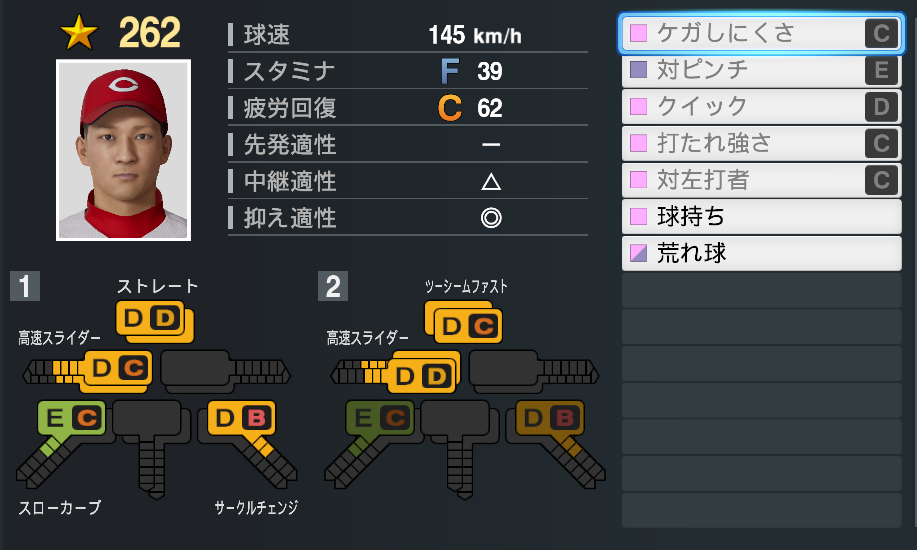 262
球速 145 km/h
スタミナ F 39
疲労回復 C 62
先発適性 ー
中継適性 △
抑え適性 ◎
ケガしにくさ C
対ピンチ E
クイック D
打たれ強さ C
対左打者 C
球持ち
荒れ球
1 ストレート
D D
高速スライダー
D C
E C
D B
スローカーブ サークルチェンジ
2 ツーシームファスト
D C
高速スライダー
D D
E C
D B